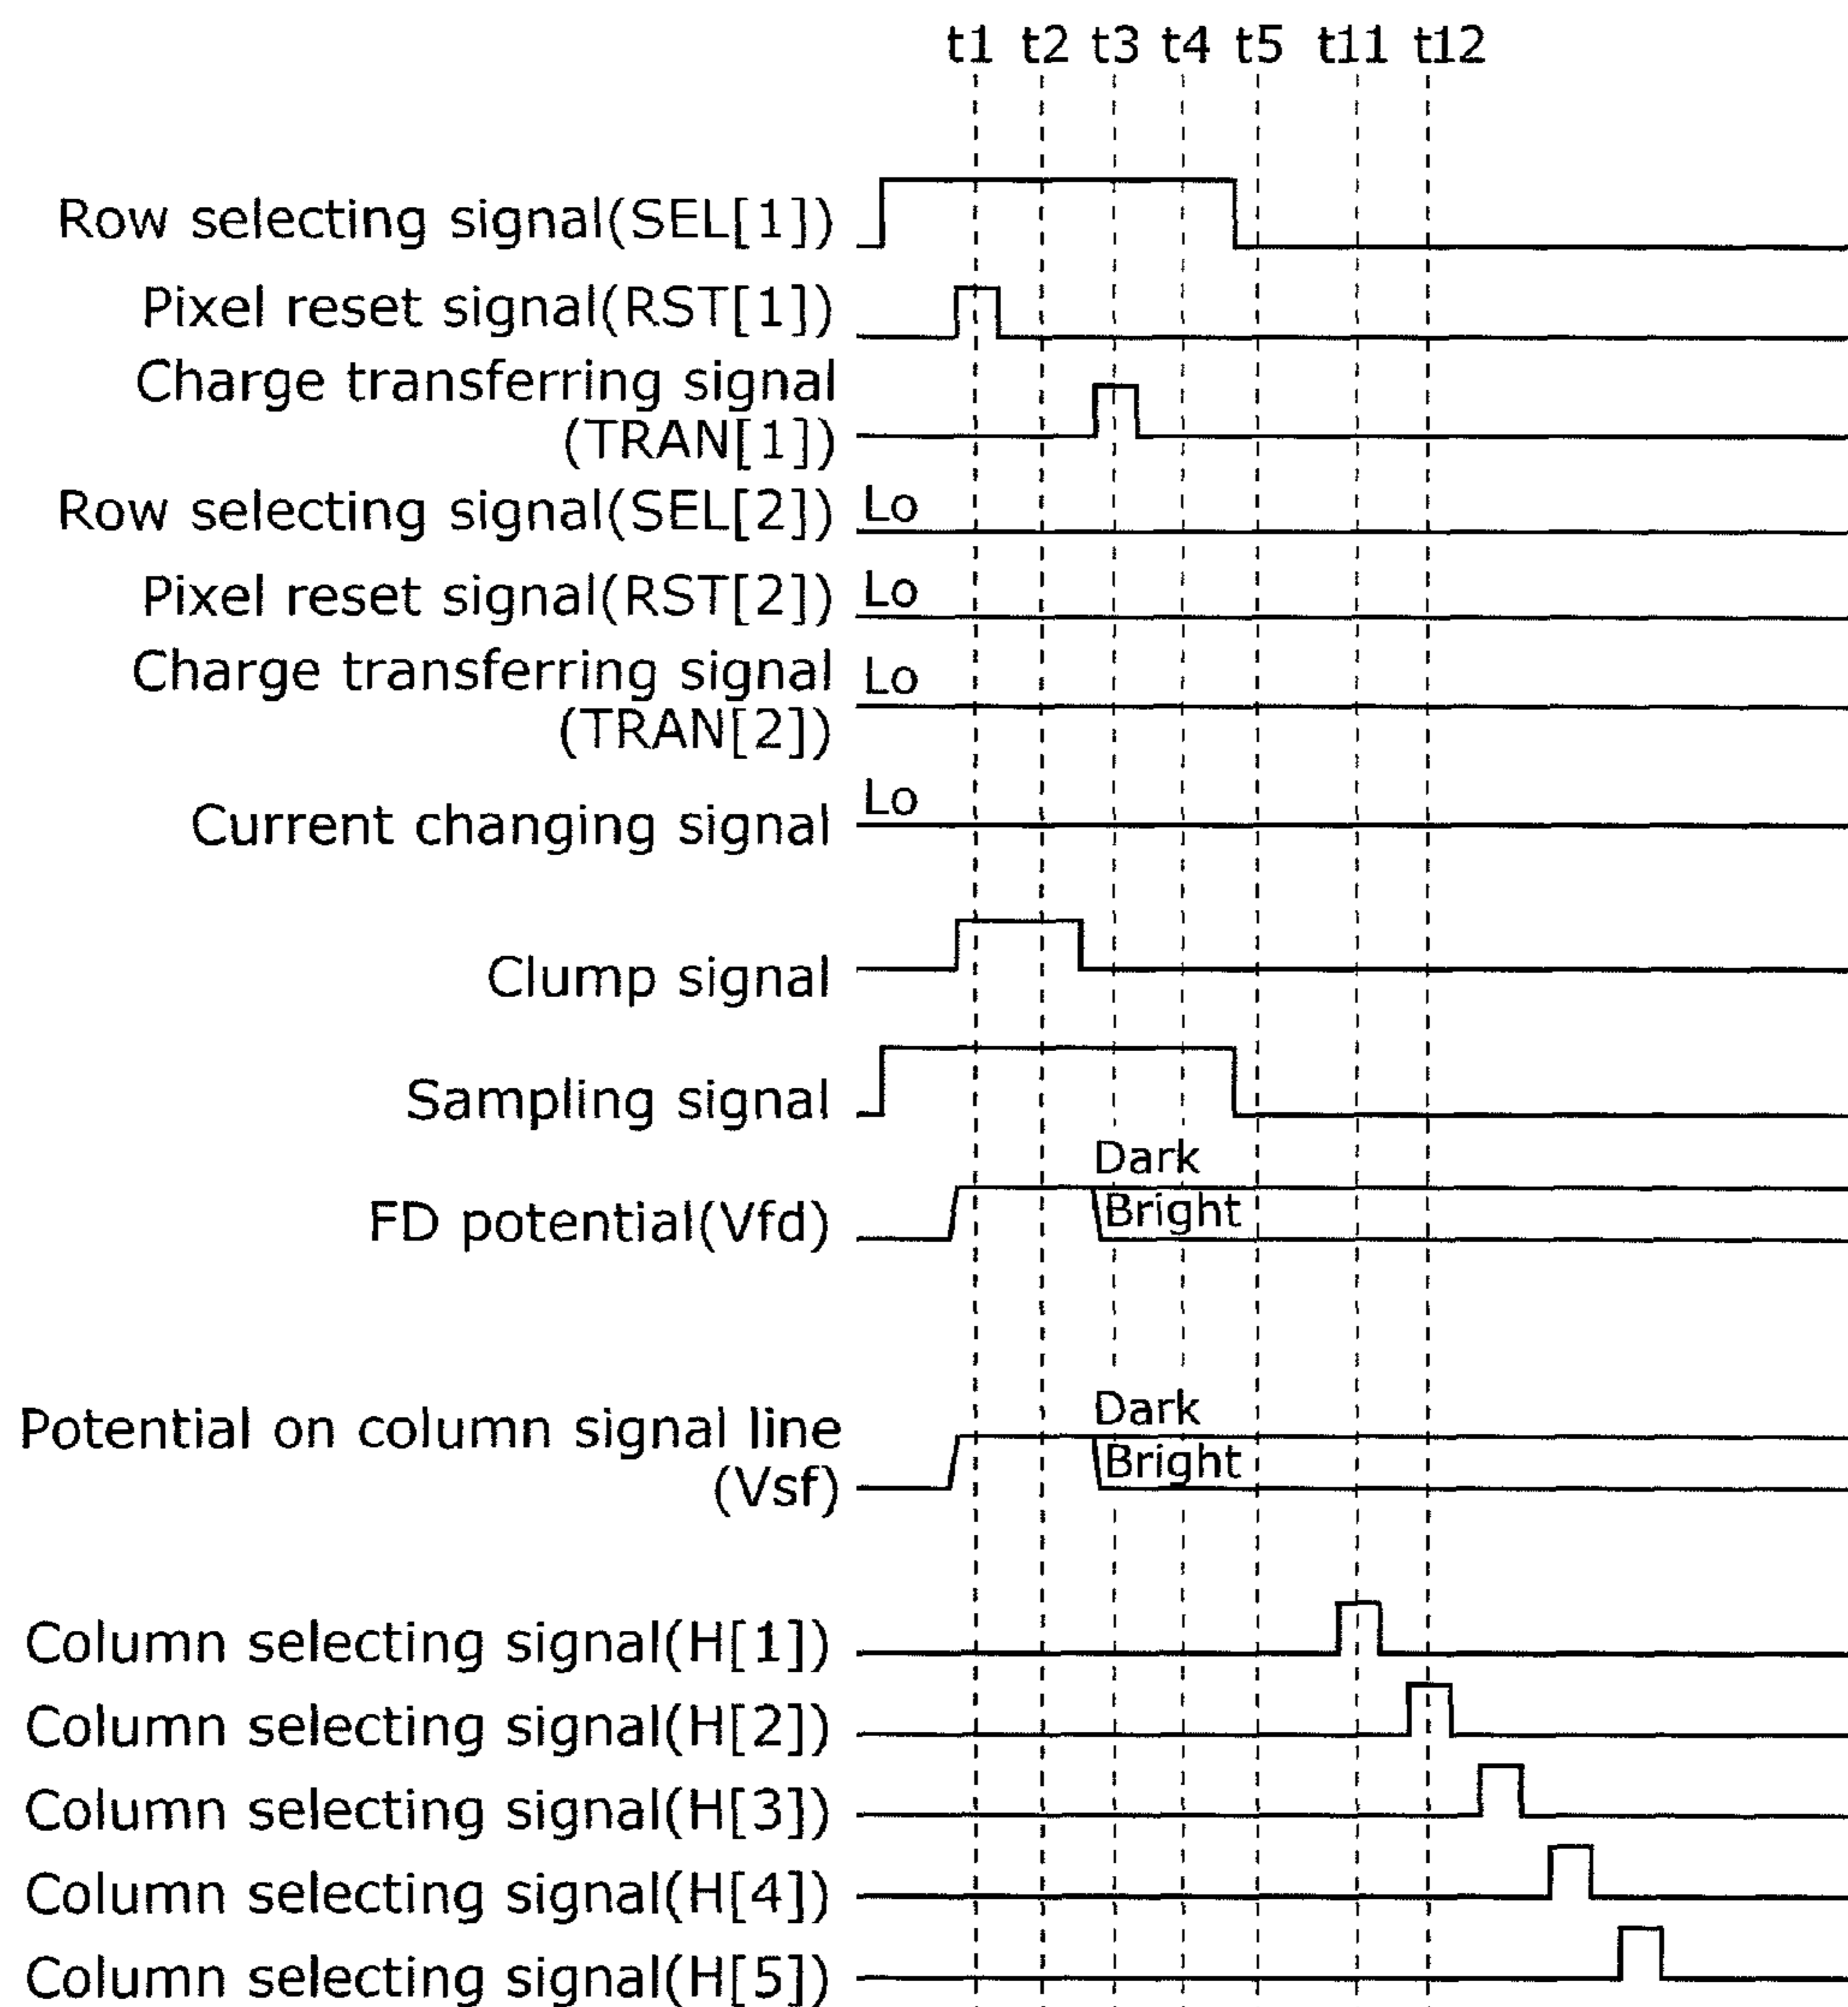 t1 t2 t3 t4 t5 t11 t12
Row selecting signal(SEL[1])
Pixel reset signal(RST[1])
Charge transferring signal
(TRAN[1])
Row selecting signal(SEL[2]) Lo
Pixel reset signal(RST[2]) Lo
Charge transferring signal Lo
(TRAN[2])
Current changing signal Lo
Clump signal
Sampling signal
Dark
FD potential(Vfd) Bright
Dark
Potential on column signal line
Bright
(Vsf)
Column selecting signal(H[1])
Column selecting signal(H[2])
Column selecting signal(H[3])
Column selecting signal(H[4])
Column selecting signal(H[5])